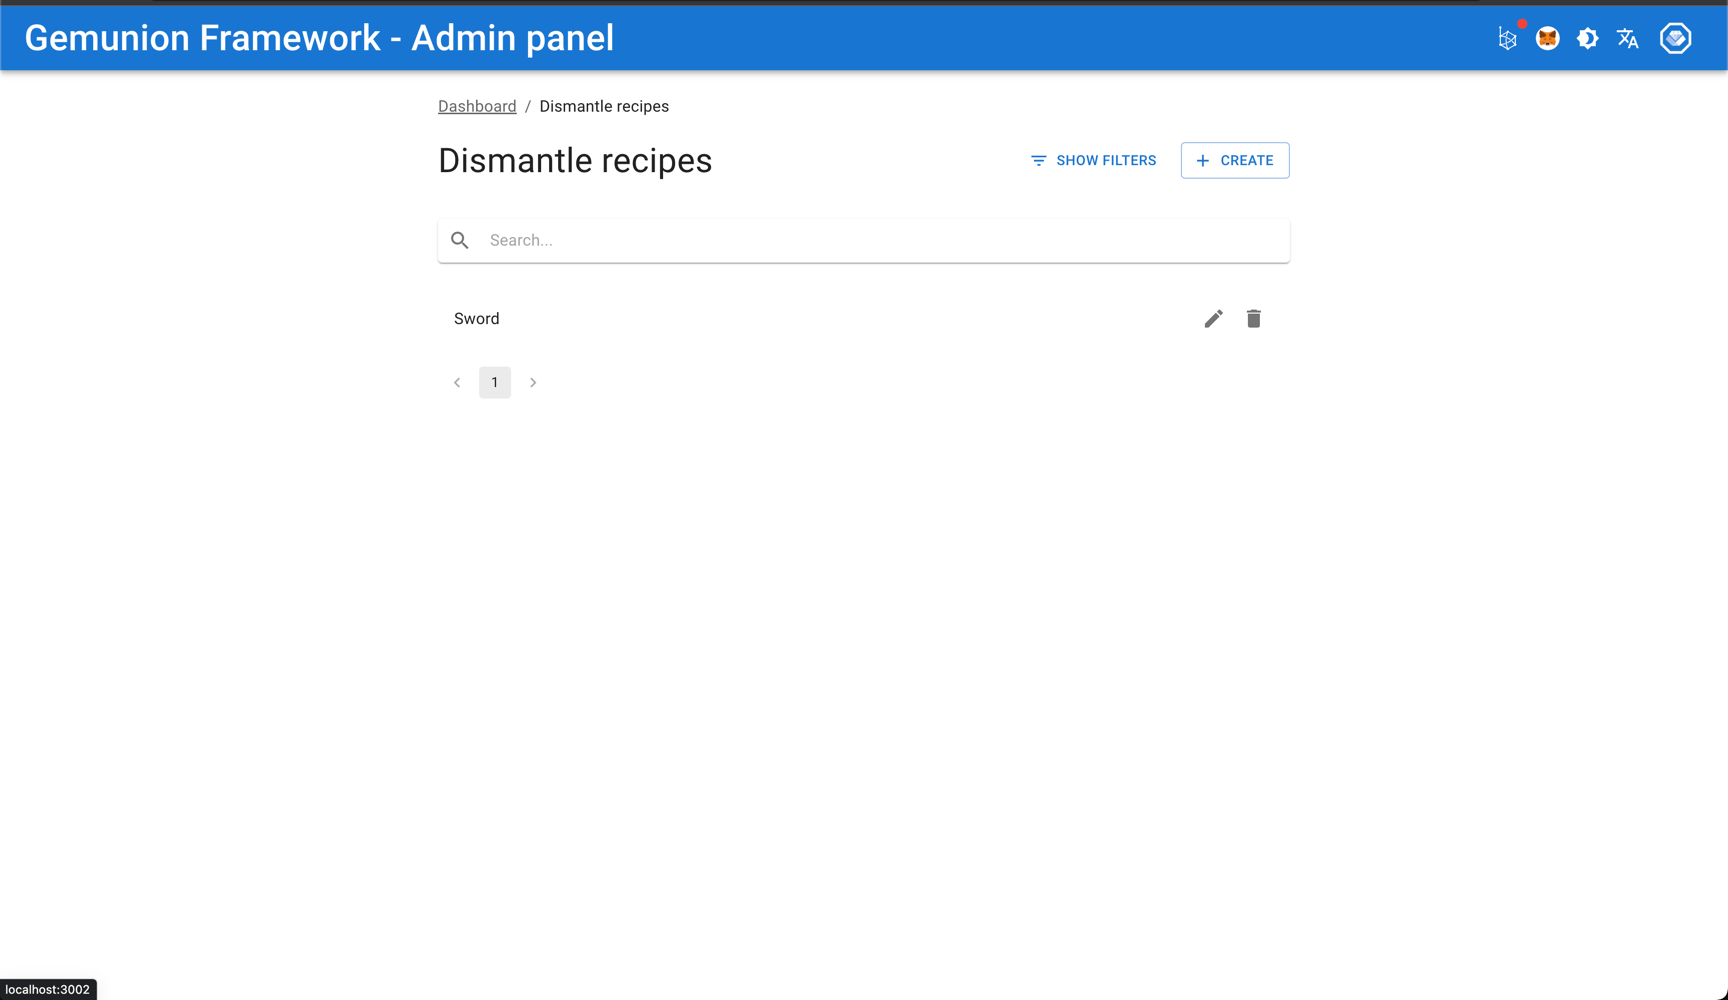 Gemunion Framework - Admin panel
Dashboard / Dismantle recipes
Dismantle recipes
SHOW FILTERS
CREATE
Search...
Sword
1
localhost:3002